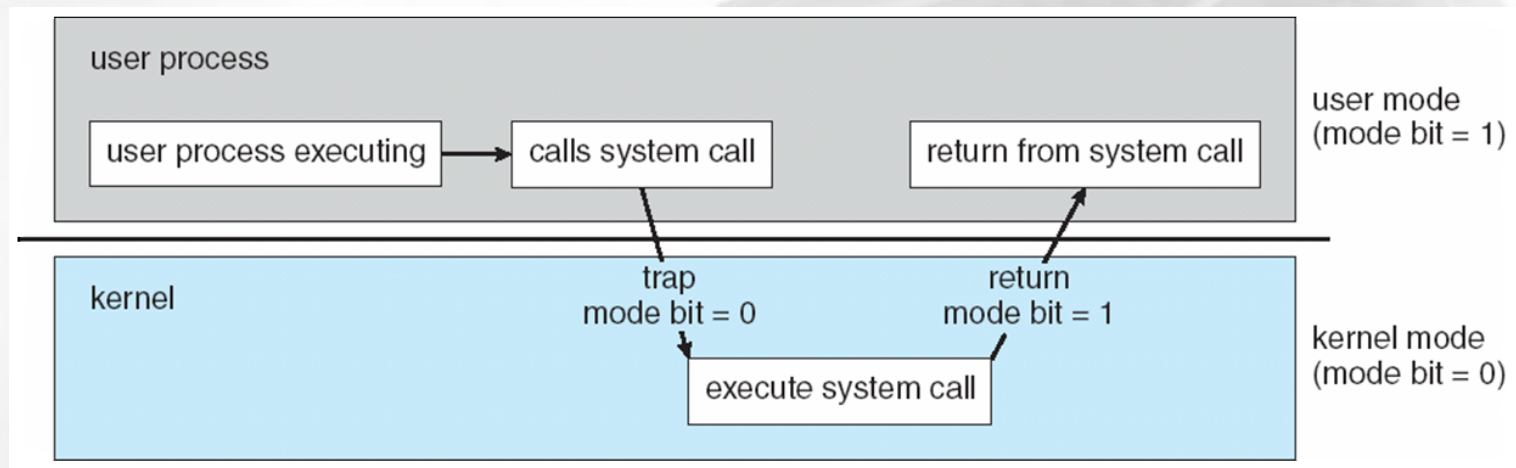 user process
user process executing
calls system call
return from system call
user mode
(mode bit = 1)
kernel
trap
mode bit = 0
return
mode bit = 1
execute system call
kernel mode
(mode bit = 0)